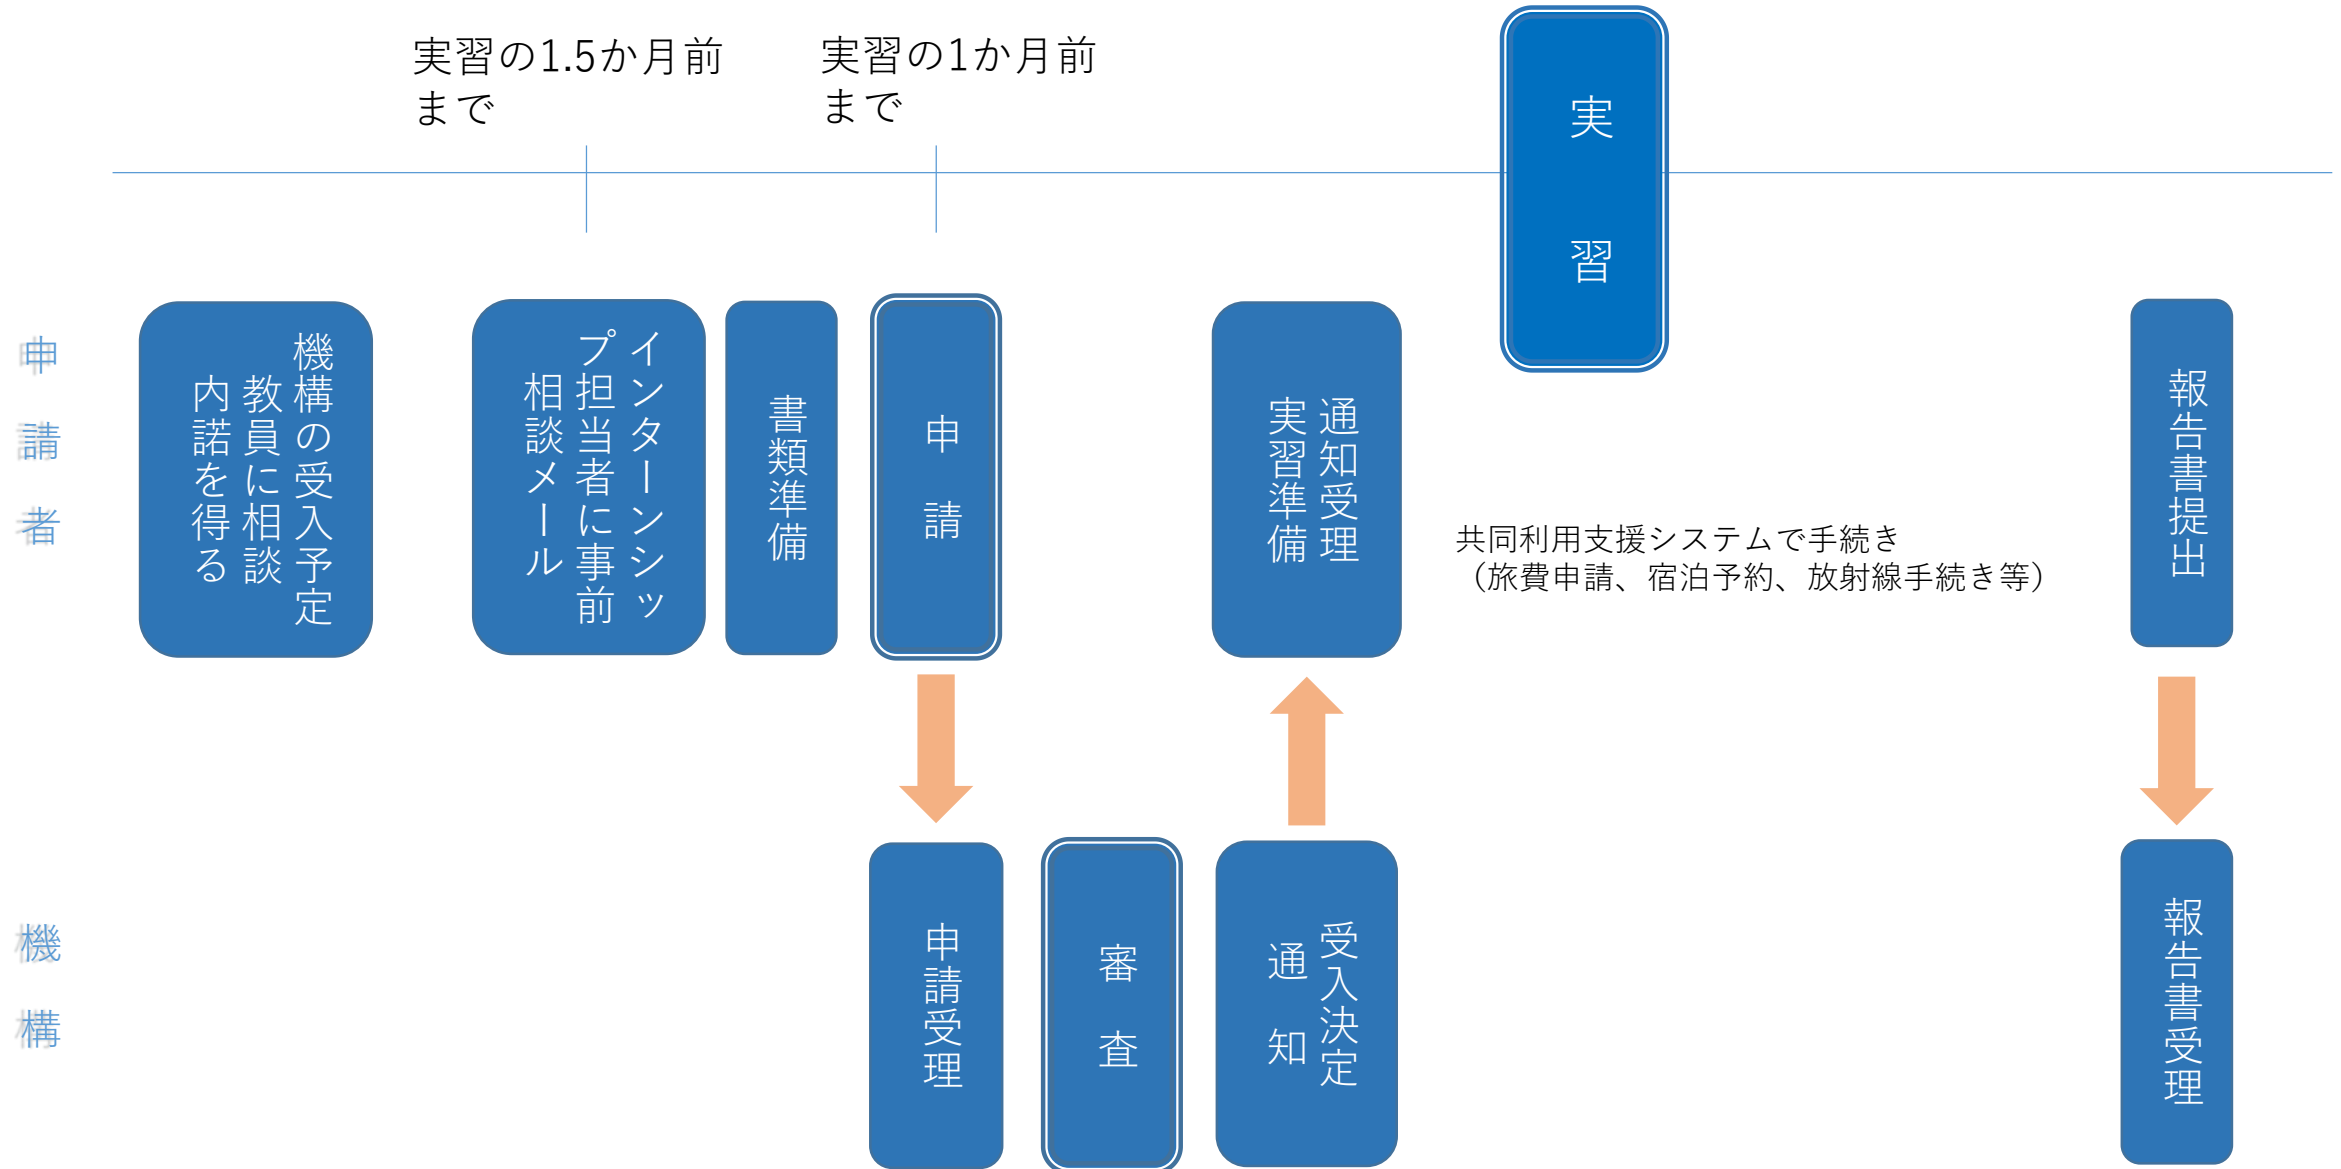 実習の1.5か月前
まで
実習の1か月前
まで
実習
申請者
機構の受入予定
教員に相談
内諾を得る
インターンシッ
プ担当者に事前
相談メール
書類準備
申請
通知受理
実習準備
共同利用支援システムで手続き
（旅費申請、宿泊予約、放射線手続き等）
報告書提出
機構
申請受理
審査
受入決定
通知
報告書受理